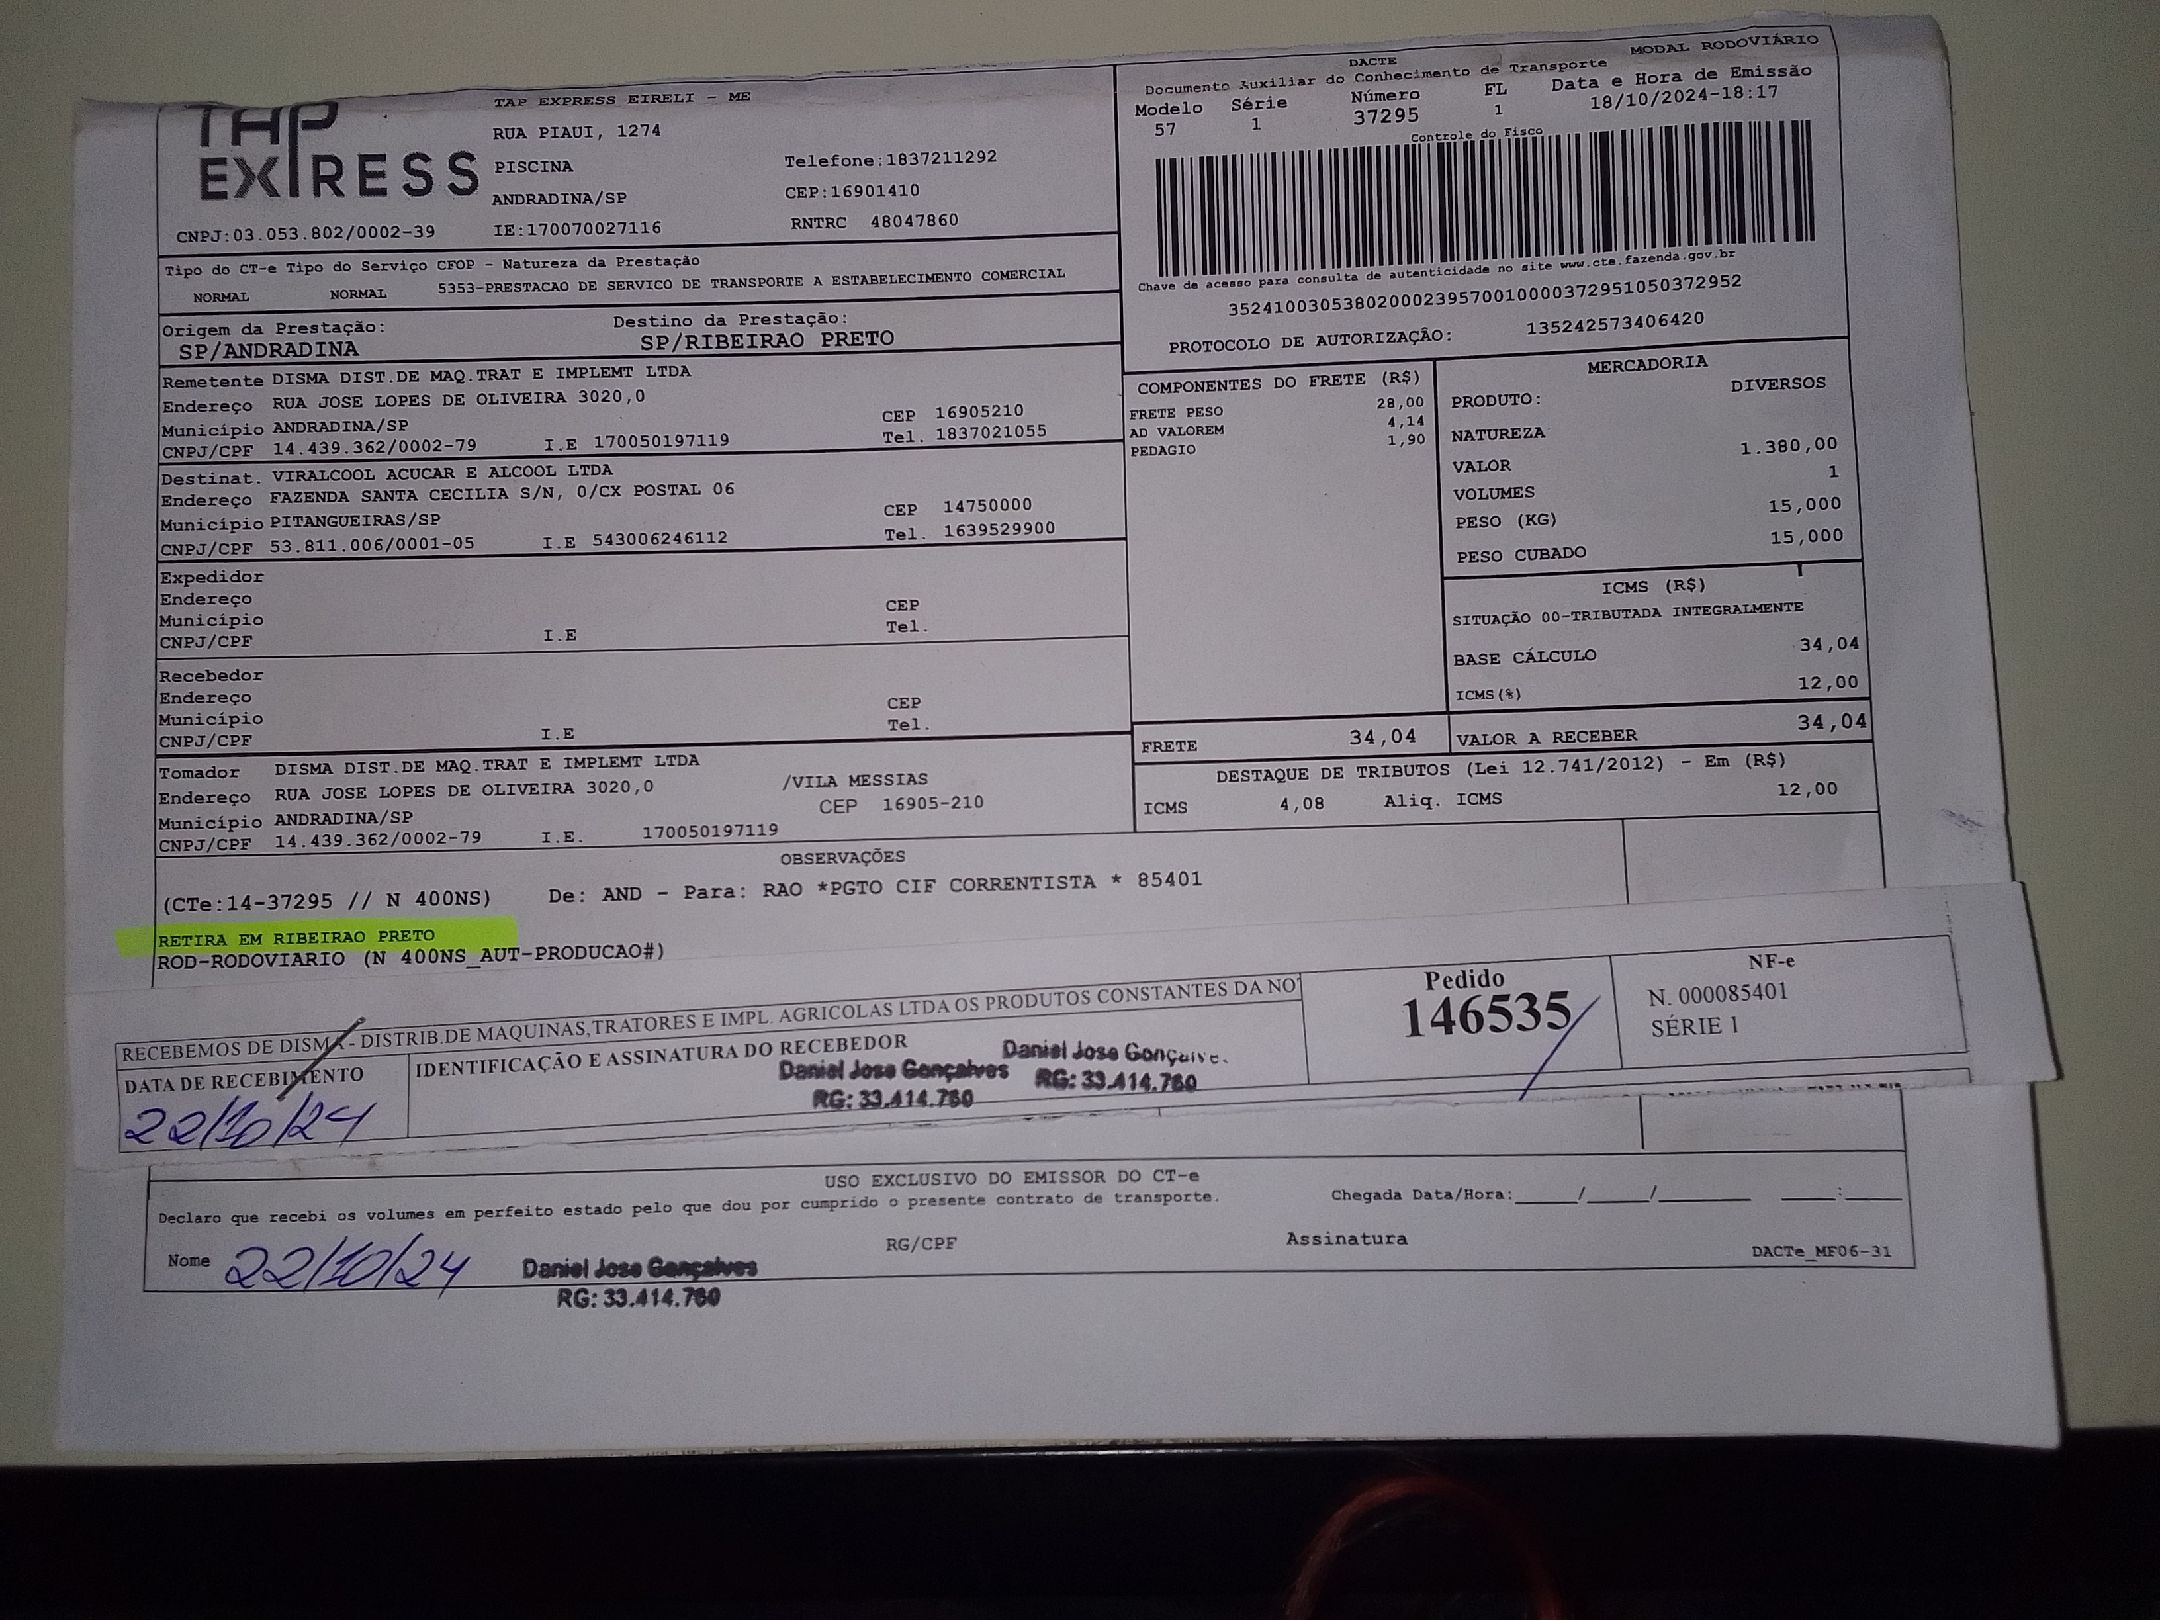 TAP EXPRESS
TAP EXPRESS EIRELI - ME
RUA PIAUI, 1274
PISCINA Telefone:1837211292
ANDRADINA/SP CEP:16901410
CNPJ:03.053.802/0002-39 IE:170070027116 RNTRC 48047860
DACTE MODAL RODOVIÁRIO
Documento Auxiliar do Conhecimento de Transporte
Modelo Série Número FL Data e Hora de Emissão
57 1 37295 1 18/10/2024-18:17
Controle do Fisco
Chave de acesso para consulta de autenticidade no site www.cte.fazenda.gov.br
35241003053802000239570010000372951050372952
PROTOCOLO DE AUTORIZAÇÃO: 135242573406420
Tipo do CT-e Tipo do Serviço CFOP - Natureza da Prestação
NORMAL NORMAL 5353-PRESTACAO DE SERVICO DE TRANSPORTE A ESTABELECIMENTO COMERCIAL
Origem da Prestação: Destino da Prestação:
SP/ANDRADINA SP/RIBEIRAO PRETO
Remetente DISMA DIST.DE MAQ.TRAT E IMPLEMT LTDA
Endereço RUA JOSE LOPES DE OLIVEIRA 3020,0
Município ANDRADINA/SP CEP 16905210
CNPJ/CPF 14.439.362/0002-79 I.E 170050197119 Tel. 1837021055
Destinat. VIRALCOOL ACUCAR E ALCOOL LTDA
Endereço FAZENDA SANTA CECILIA S/N, 0/CX POSTAL 06
Município PITANGUEIRAS/SP CEP 14750000
CNPJ/CPF 53.811.006/0001-05 I.E 543006246112 Tel. 1639529900
Expedidor
Endereço
Município CEP
CNPJ/CPF I.E Tel.
Recebedor
Endereço
Município CEP
CNPJ/CPF I.E Tel.
Tomador DISMA DIST.DE MAQ.TRAT E IMPLEMT LTDA
Endereço RUA JOSE LOPES DE OLIVEIRA 3020,0 /VILA MESSIAS
Município ANDRADINA/SP CEP 16905-210
CNPJ/CPF 14.439.362/0002-79 I.E. 170050197119
COMPONENTES DO FRETE (R$)
FRETE PESO 28,00
AD VALOREM 4,14
PEDAGIO 1,90
MERCADORIA
PRODUTO: DIVERSOS
NATUREZA
VALOR 1.380,00
VOLUMES 1
PESO (KG) 15,000
PESO CUBADO 15,000
ICMS (R$)
SITUAÇÃO 00-TRIBUTADA INTEGRALMENTE
BASE CÁLCULO 34,04
ICMS(%) 12,00
FRETE 34,04 VALOR A RECEBER 34,04
DESTAQUE DE TRIBUTOS (Lei 12.741/2012) - Em (R$)
ICMS 4,08 Aliq. ICMS 12,00
OBSERVAÇÕES
(CTe:14-37295 // N 400NS) De: AND - Para: RAO *PGTO CIF CORRENTISTA * 85401
RETIRA EM RIBEIRAO PRETO
ROD-RODOVIARIO (N 400NS_AUT-PRODUCAO#)
RECEBEMOS DE DISMA - DISTRIB.DE MAQUINAS,TRATORES E IMPL. AGRICOLAS LTDA OS PRODUTOS CONSTANTES DA NO
DATA DE RECEBIMENTO IDENTIFICAÇÃO E ASSINATURA DO RECEBEDOR
22/10/24
Daniel Jose Gonçalves Daniel Jose Gonçalve.
RG: 33.414.760 RG: 33.414.760
Pedido
146535
NF-e
N. 000085401
SÉRIE 1
USO EXCLUSIVO DO EMISSOR DO CT-e
Declaro que recebi os volumes em perfeito estado pelo que dou por cumprido o presente contrato de transporte. Chegada Data/Hora:____/____/______ ___:___
Nome 22/10/24 Daniel Jose Gonçalves RG/CPF Assinatura DACTe_MF06-31
RG: 33.414.760